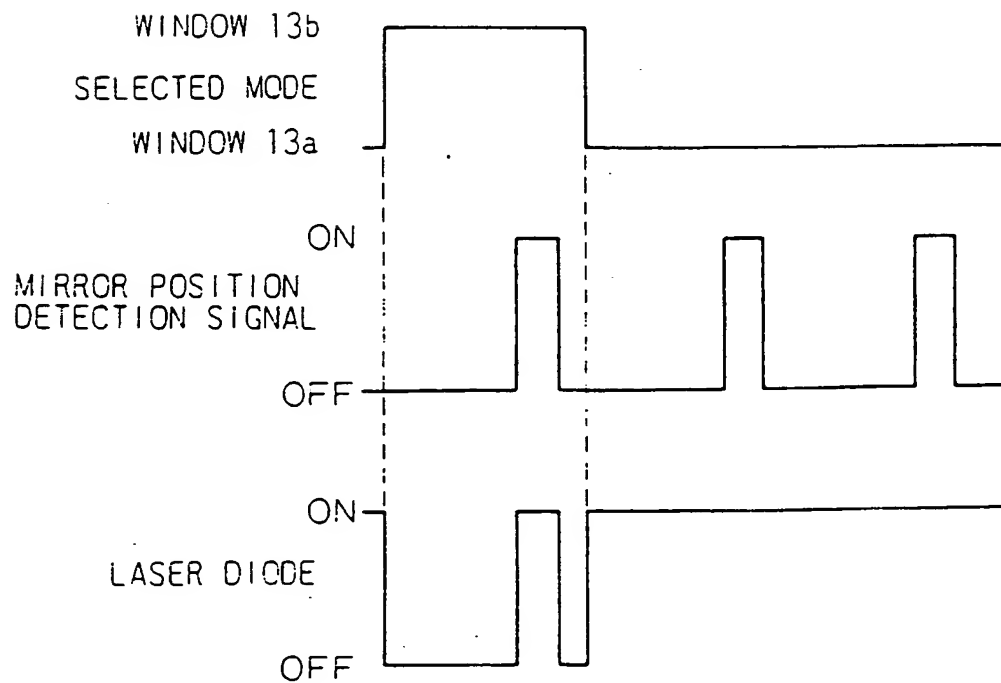 WINDOW 13b
SELECTED MODE
WINDOW 13a
ON
MIRROR POSITION
DETECTION SIGNAL
OFF
ON
LASER DIODE
OFF